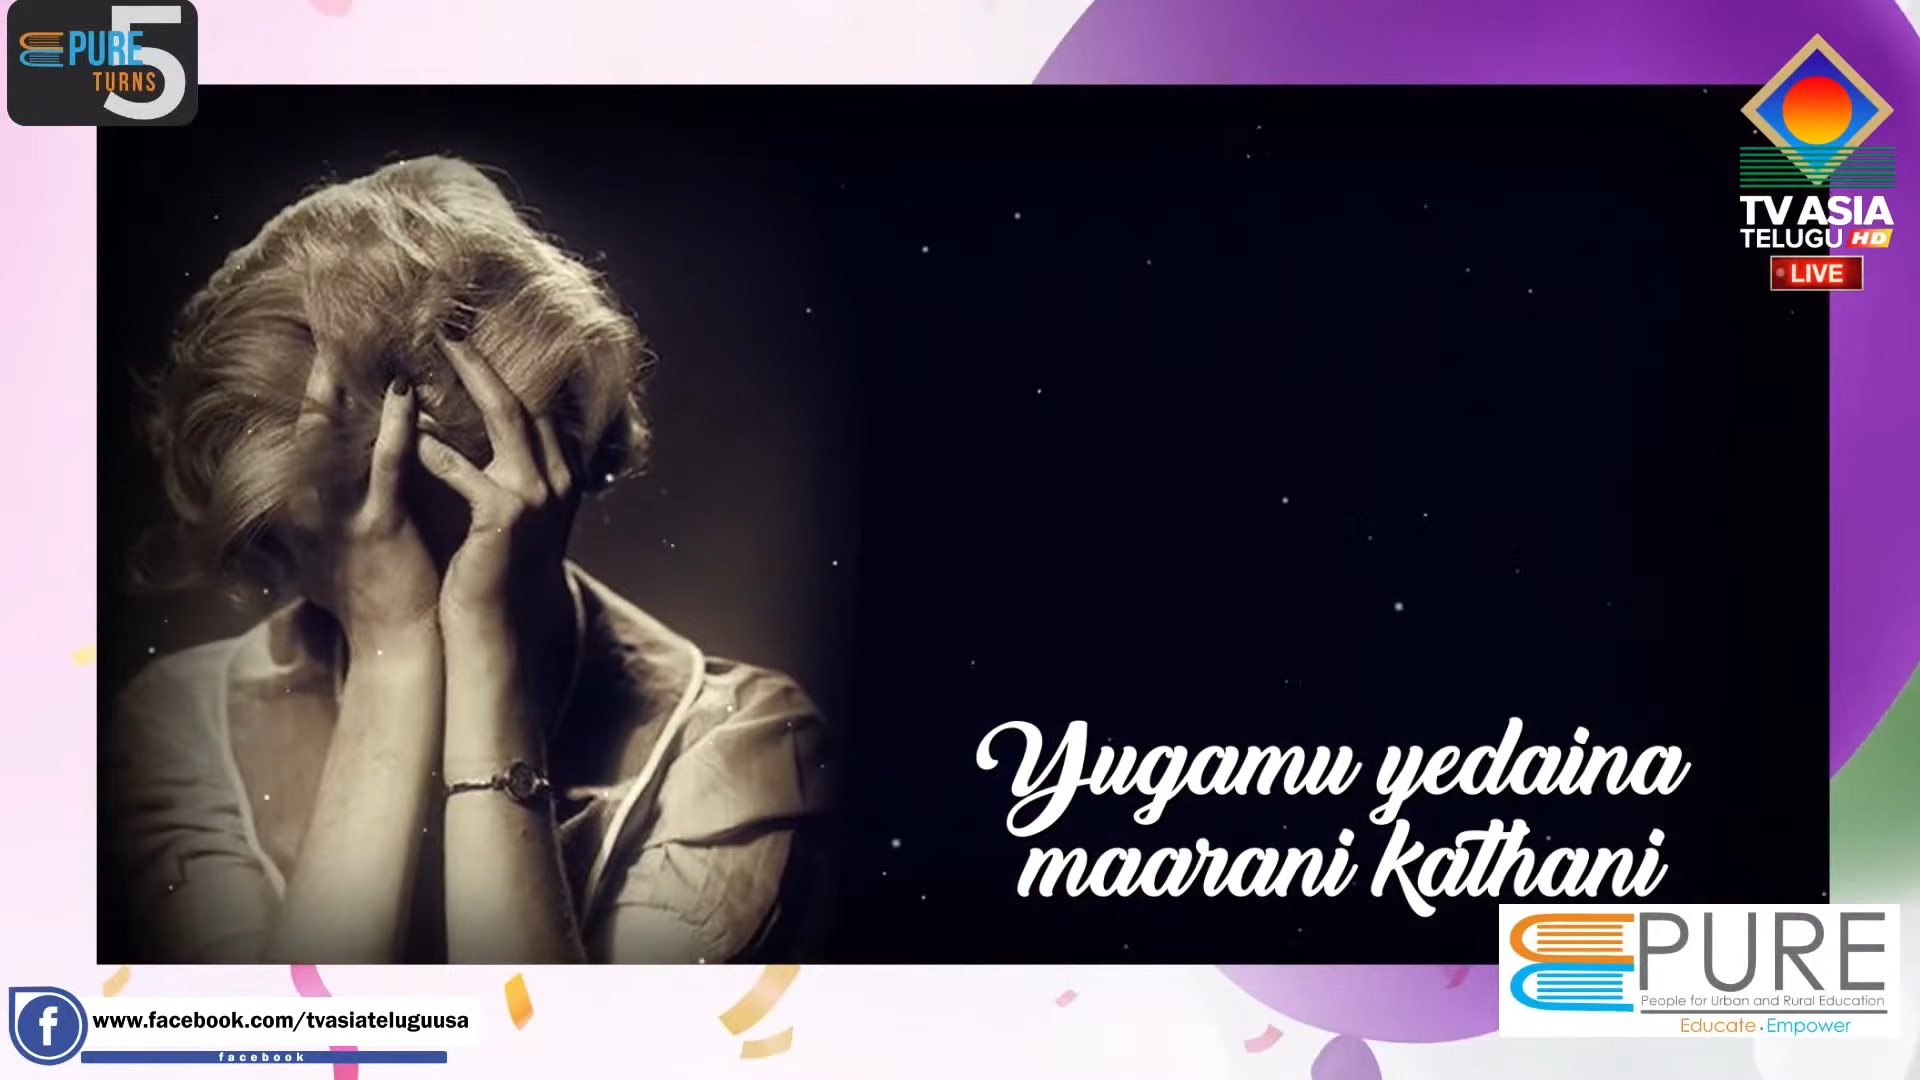 PURE
TURNS
5
TV ASIA
TELUGU HD
LIVE
Yugamu yedaina
maarani kathani
PURE
People for Urban and Rural Education
Educate . Empower
www.facebook.com/tvasiateluguusa
facebook